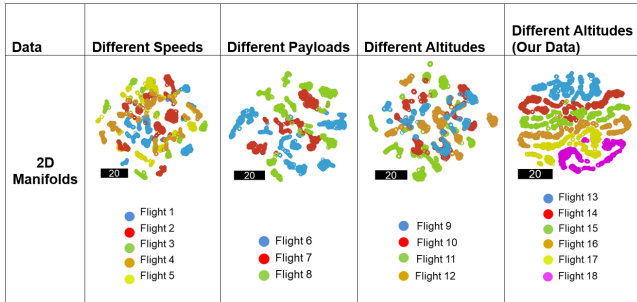 Data
Different Speeds
Different Payloads
Different Altitudes
Different Altitudes
(Our Data)
2D
Manifolds
20
20
20
20
Flight 1
Flight 2
Flight 3
Flight 4
Flight 5
Flight 6
Flight 7
Flight 8
Flight 9
Flight 10
Flight 11
Flight 12
Flight 13
Flight 14
Flight 15
Flight 16
Flight 17
Flight 18